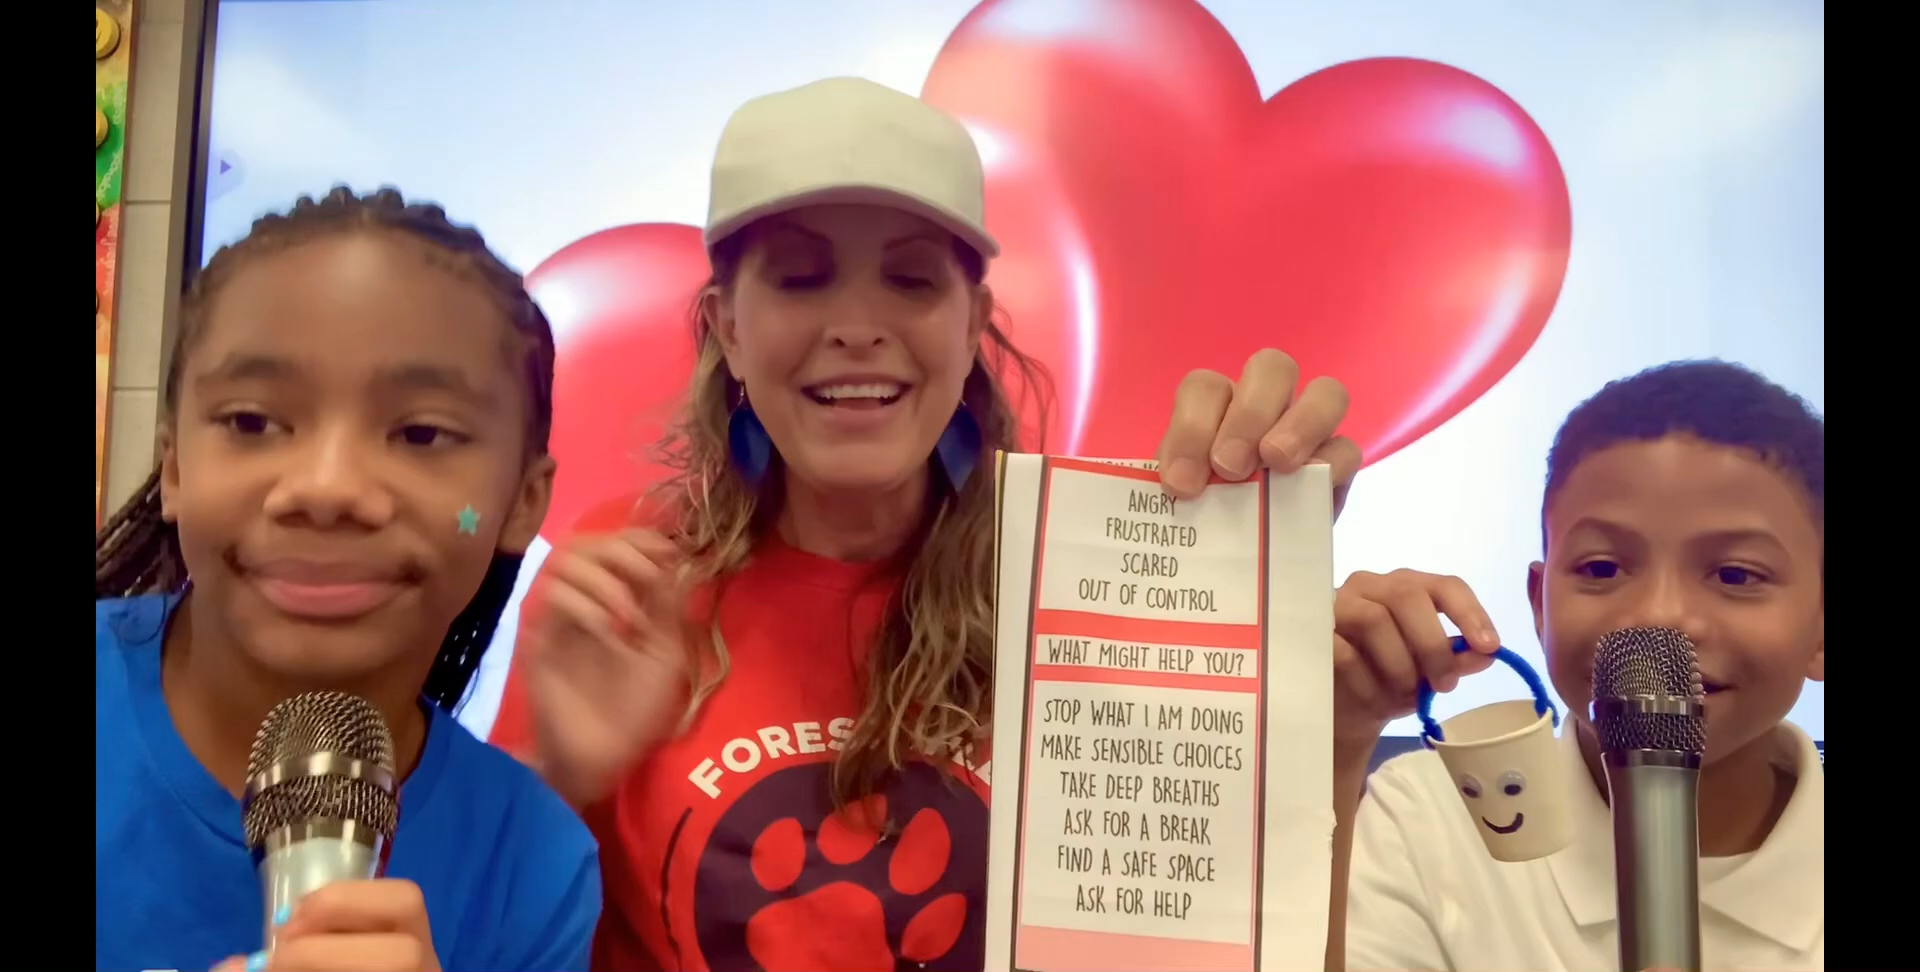 ANGRY
FRUSTRATED
SCARED
OUT OF CONTROL
WHAT MIGHT HELP YOU?
STOP WHAT I AM DOING
MAKE SENSIBLE CHOICES
TAKE DEEP BREATHS
ASK FOR A BREAK
FIND A SAFE SPACE
ASK FOR HELP